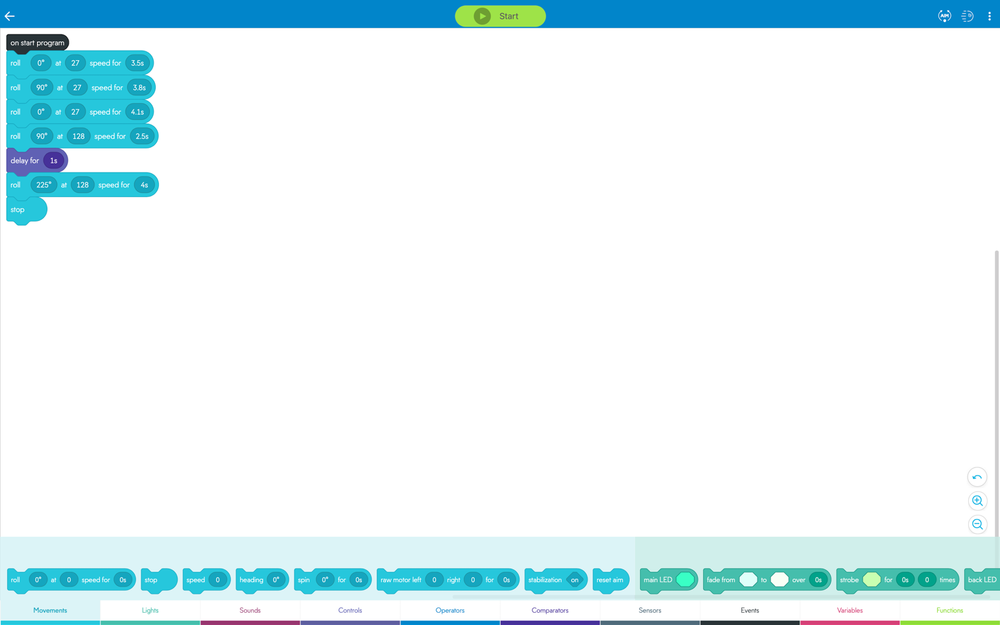 Start
AIM
on start program
roll 0° at 27 speed for 3.5s
roll 90° at 27 speed for 3.8s
roll 0° at 27 speed for 4.1s
roll 90° at 128 speed for 2.5s
delay for 1s
roll 225° at 128 speed for 4s
stop
roll 0° at 0 speed for 0s stop speed 0 heading 0° spin 0° for 0s raw motor left 0 right 0 for 0s stabilization on reset aim main LED fade from to over 0s strobe for 0s 0 times back LED
Movements Lights Sounds Controls Operators Comparators Sensors Events Variables Functions